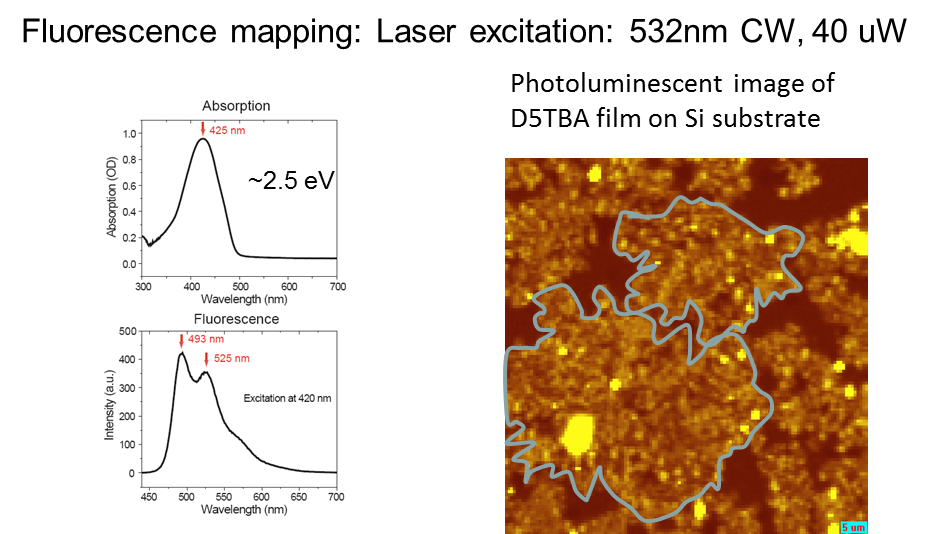 Fluorescence mapping: Laser excitation: 532nm CW, 40 uW
Photoluminescent image of
D5TBA film on Si substrate
Absorption
425 nm
~2.5 eV
Absorption (OD)
1.0
0.8
0.6
0.4
0.2
0.0
300 400 500 600 700
Wavelength (nm)
Fluorescence
493 nm
525 nm
Excitation at 420 nm
Intensity (a.u.)
500
400
300
200
100
0
450 500 550 600 650 700
Wavelength (nm)
5 um